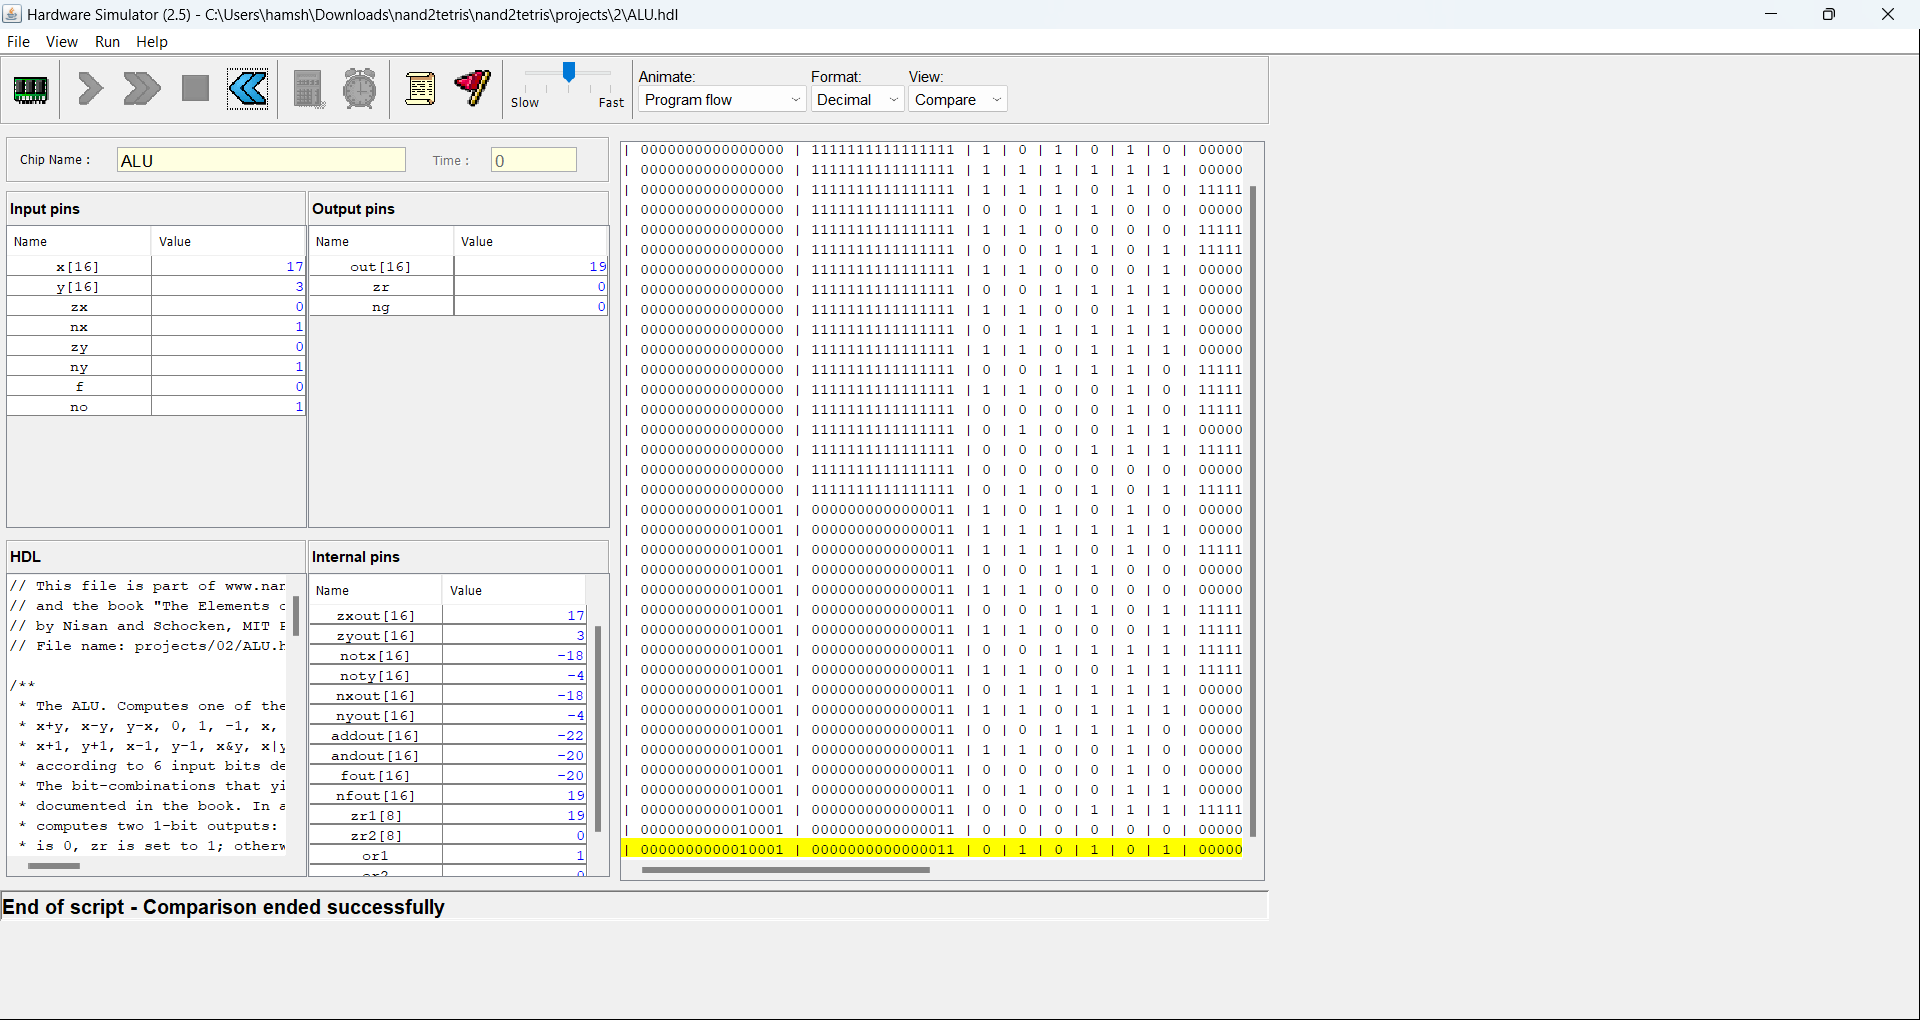 Hardware Simulator (2.5) - C:\Users\hamsh\Downloads\nand2tetris\nand2tetris\projects\2\ALU.hdl
File View Run Help
Slow Fast
Animate: Format: View:
Program flow Decimal Compare
Chip Name : ALU Time : 0
Input pins
Name Value
x[16] 17
y[16] 3
zx 0
nx 1
zy 0
ny 1
f 0
no 1
Output pins
Name Value
out[16] 19
zr 0
ng 0
HDL
// This file is part of www.nan
// and the book "The Elements o
// by Nisan and Schocken, MIT P
// File name: projects/02/ALU.h
/**
* The ALU. Computes one of the
* x+y, x-y, y-x, 0, 1, -1, x,
* x+1, y+1, x-1, y-1, x&y, x|y
* according to 6 input bits de
* The bit-combinations that yi
* documented in the book. In a
* computes two 1-bit outputs:
* is 0, zr is set to 1; otherw
Internal pins
Name Value
zxout[16] 17
zyout[16] 3
notx[16] -18
noty[16] -4
nxout[16] -18
nyout[16] -4
addout[16] -22
andout[16] -20
fout[16] -20
nfout[16] 19
zr1[8] 19
zr2[8] 0
or1 1
or2 0
| 0000000000000000 | 1111111111111111 | 1 | 0 | 1 | 0 | 1 | 0 | 00000
| 0000000000000000 | 1111111111111111 | 1 | 1 | 1 | 1 | 1 | 1 | 00000
| 0000000000000000 | 1111111111111111 | 1 | 1 | 1 | 0 | 1 | 0 | 11111
| 0000000000000000 | 1111111111111111 | 0 | 0 | 1 | 1 | 0 | 0 | 00000
| 0000000000000000 | 1111111111111111 | 1 | 1 | 0 | 0 | 0 | 0 | 11111
| 0000000000000000 | 1111111111111111 | 0 | 0 | 1 | 1 | 0 | 1 | 11111
| 0000000000000000 | 1111111111111111 | 1 | 1 | 0 | 0 | 0 | 1 | 00000
| 0000000000000000 | 1111111111111111 | 0 | 0 | 1 | 1 | 1 | 1 | 00000
| 0000000000000000 | 1111111111111111 | 1 | 1 | 0 | 0 | 1 | 1 | 00000
| 0000000000000000 | 1111111111111111 | 0 | 1 | 1 | 1 | 1 | 1 | 00000
| 0000000000000000 | 1111111111111111 | 1 | 1 | 0 | 1 | 1 | 1 | 00000
| 0000000000000000 | 1111111111111111 | 0 | 0 | 1 | 1 | 1 | 0 | 11111
| 0000000000000000 | 1111111111111111 | 1 | 1 | 0 | 0 | 1 | 0 | 11111
| 0000000000000000 | 1111111111111111 | 0 | 0 | 0 | 0 | 1 | 0 | 11111
| 0000000000000000 | 1111111111111111 | 0 | 1 | 0 | 0 | 1 | 1 | 00000
| 0000000000000000 | 1111111111111111 | 0 | 0 | 0 | 1 | 1 | 1 | 11111
| 0000000000000000 | 1111111111111111 | 0 | 0 | 0 | 0 | 0 | 0 | 00000
| 0000000000000000 | 1111111111111111 | 0 | 1 | 0 | 1 | 0 | 1 | 11111
| 0000000000010001 | 0000000000000011 | 1 | 0 | 1 | 0 | 1 | 0 | 00000
| 0000000000010001 | 0000000000000011 | 1 | 1 | 1 | 1 | 1 | 1 | 00000
| 0000000000010001 | 0000000000000011 | 1 | 1 | 1 | 0 | 1 | 0 | 11111
| 0000000000010001 | 0000000000000011 | 0 | 0 | 1 | 1 | 0 | 0 | 00000
| 0000000000010001 | 0000000000000011 | 1 | 1 | 0 | 0 | 0 | 0 | 00000
| 0000000000010001 | 0000000000000011 | 0 | 0 | 1 | 1 | 0 | 1 | 11111
| 0000000000010001 | 0000000000000011 | 1 | 1 | 0 | 0 | 0 | 1 | 11111
| 0000000000010001 | 0000000000000011 | 0 | 0 | 1 | 1 | 1 | 1 | 11111
| 0000000000010001 | 0000000000000011 | 1 | 1 | 0 | 0 | 1 | 1 | 11111
| 0000000000010001 | 0000000000000011 | 0 | 1 | 1 | 1 | 1 | 1 | 00000
| 0000000000010001 | 0000000000000011 | 1 | 1 | 0 | 1 | 1 | 1 | 00000
| 0000000000010001 | 0000000000000011 | 0 | 0 | 1 | 1 | 1 | 0 | 00000
| 0000000000010001 | 0000000000000011 | 1 | 1 | 0 | 0 | 1 | 0 | 00000
| 0000000000010001 | 0000000000000011 | 0 | 0 | 0 | 0 | 1 | 0 | 00000
| 0000000000010001 | 0000000000000011 | 0 | 1 | 0 | 0 | 1 | 1 | 00000
| 0000000000010001 | 0000000000000011 | 0 | 0 | 0 | 1 | 1 | 1 | 11111
| 0000000000010001 | 0000000000000011 | 0 | 0 | 0 | 0 | 0 | 0 | 00000
| 0000000000010001 | 0000000000000011 | 0 | 1 | 0 | 1 | 0 | 1 | 00000
End of script - Comparison ended successfully